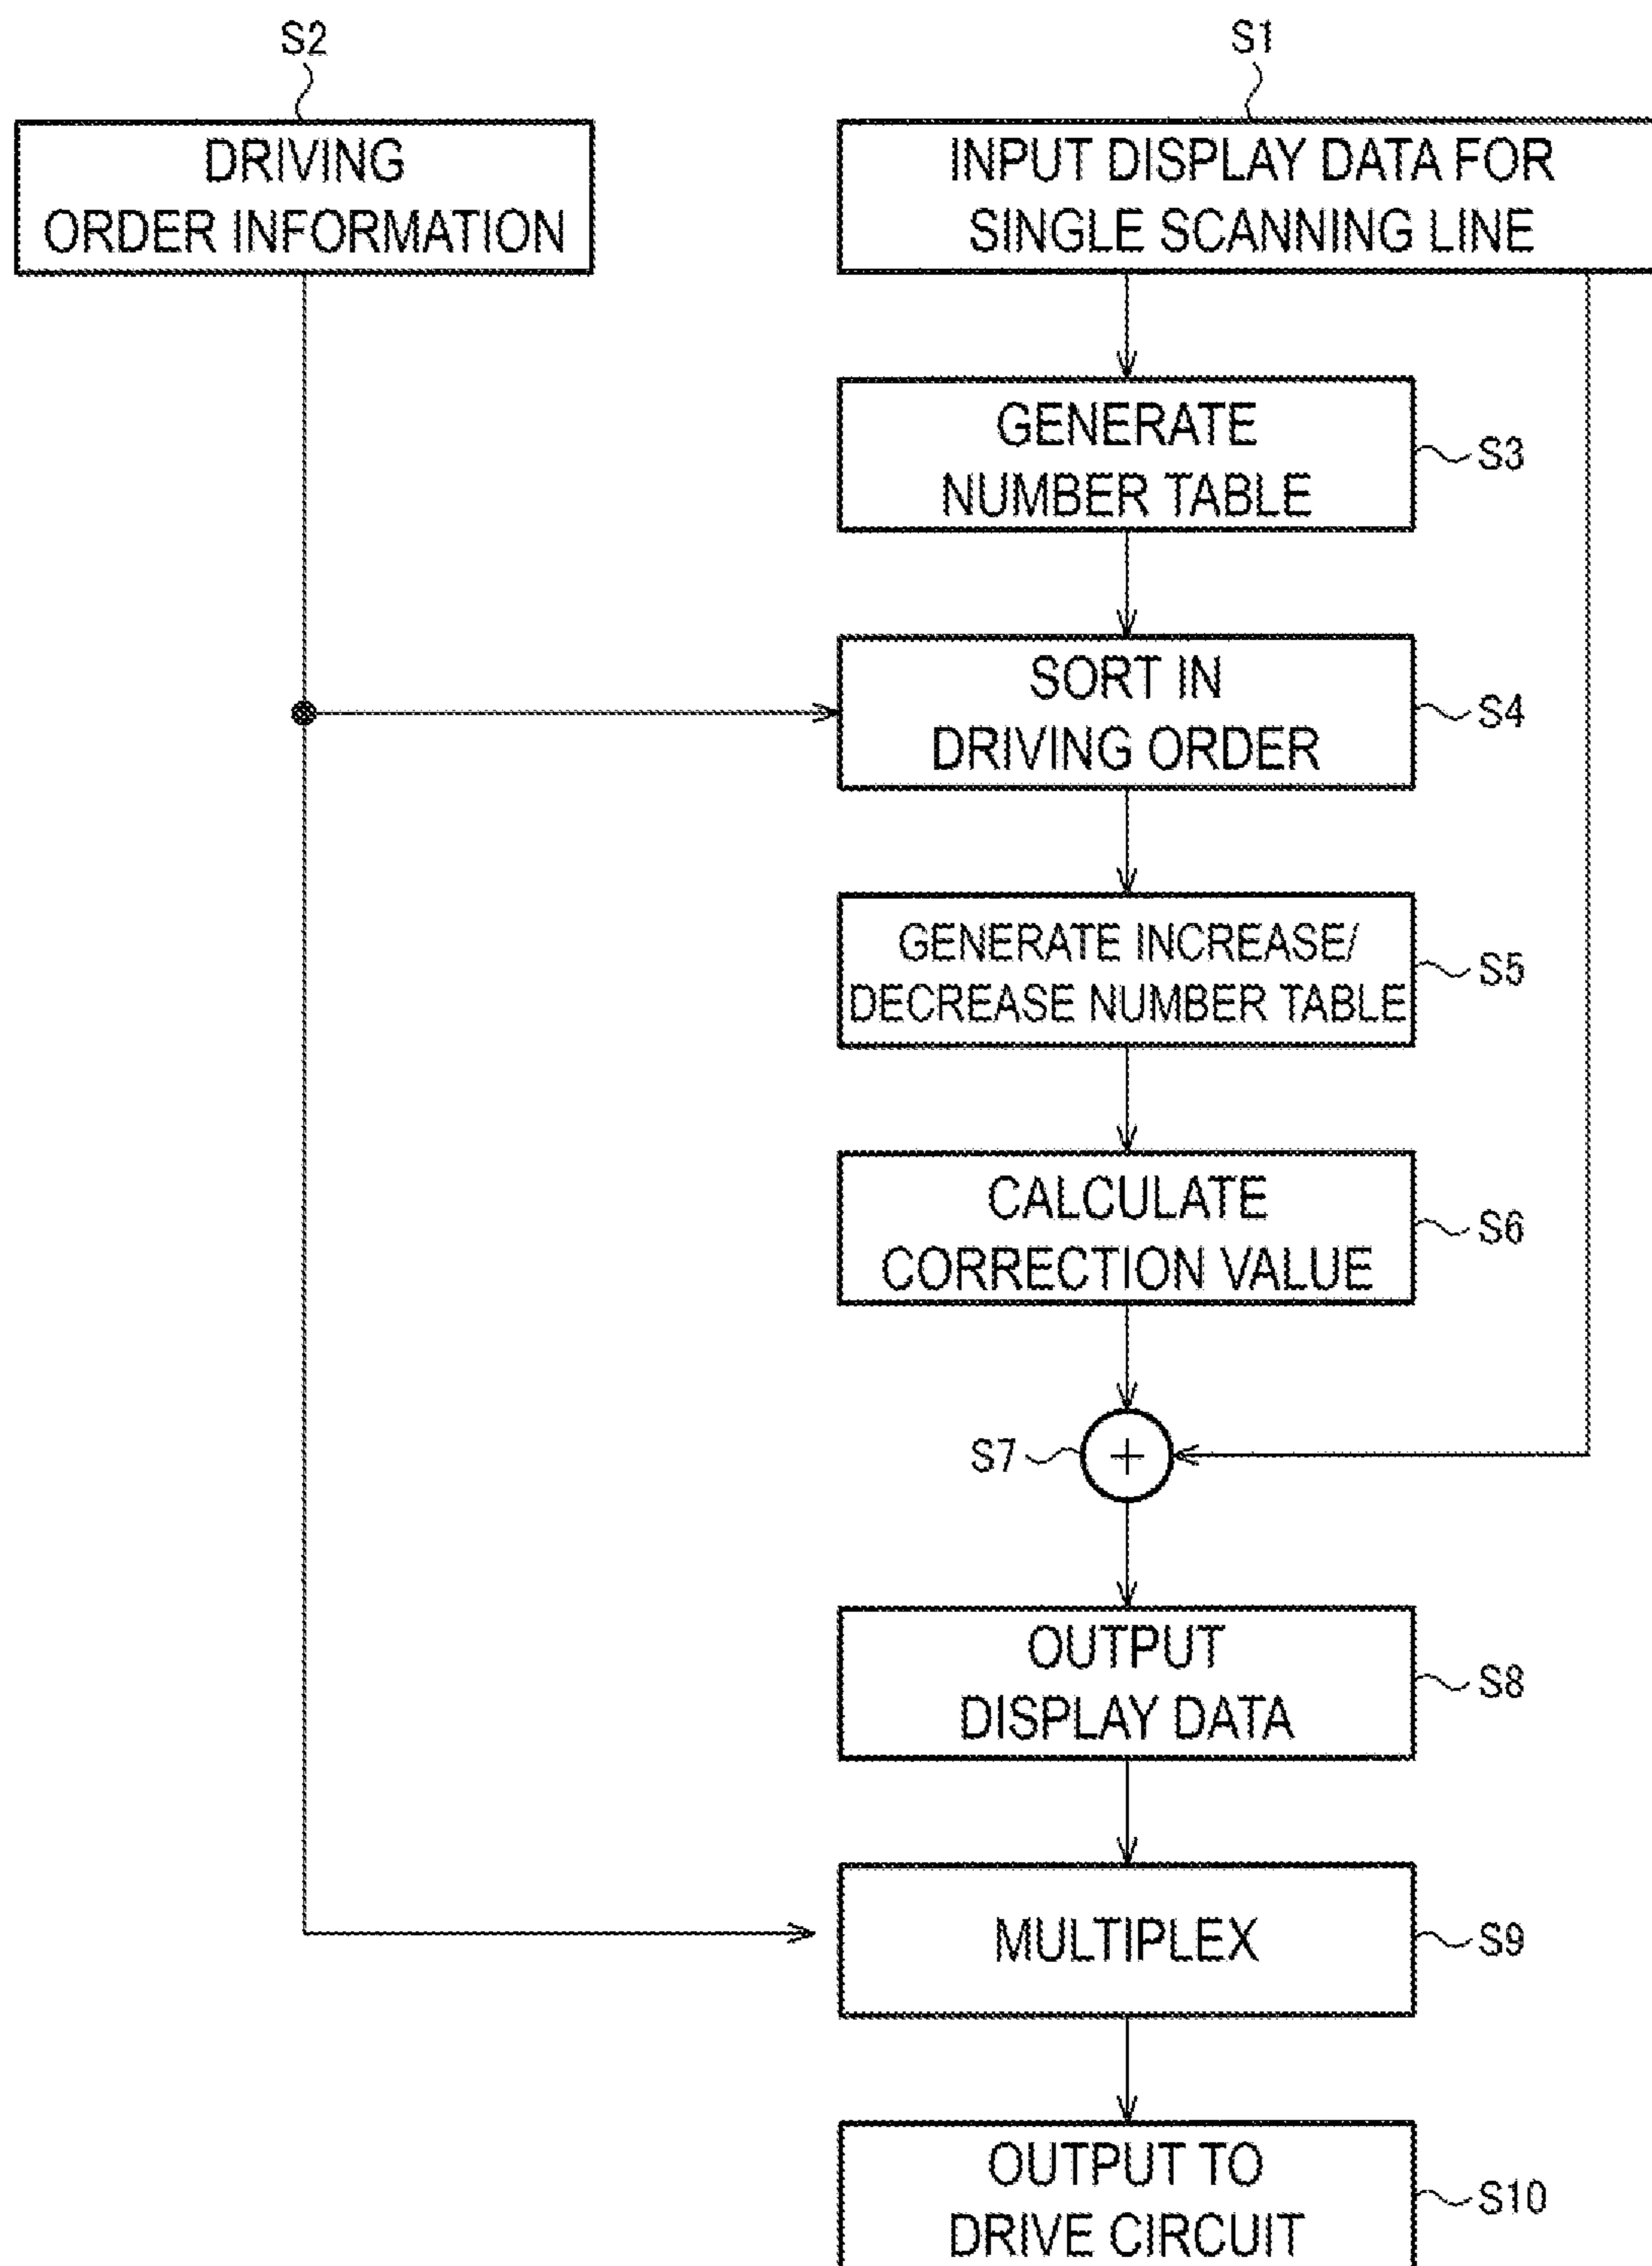 S2
DRIVING
ORDER INFORMATION
S1
INPUT DISPLAY DATA FOR
SINGLE SCANNING LINE
GENERATE
NUMBER TABLE
S3
SORT IN
DRIVING ORDER
S4
GENERATE INCREASE/
DECREASE NUMBER TABLE
S5
CALCULATE
CORRECTION VALUE
S6
S7
+
OUTPUT
DISPLAY DATA
S8
MULTIPLEX
S9
OUTPUT TO
DRIVE CIRCUIT
S10